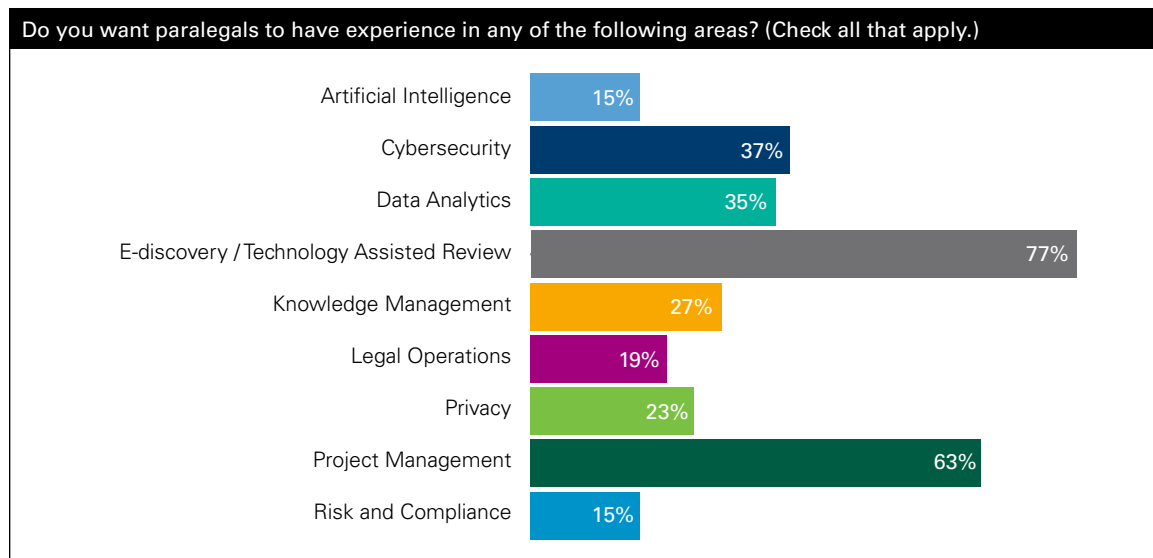 Do you want paralegals to have experience in any of the following areas? (Check all that apply.)
Artificial Intelligence 15%
Cybersecurity 37%
Data Analytics 35%
E-discovery / Technology Assisted Review 77%
Knowledge Management 27%
Legal Operations 19%
Privacy 23%
Project Management 63%
Risk and Compliance 15%